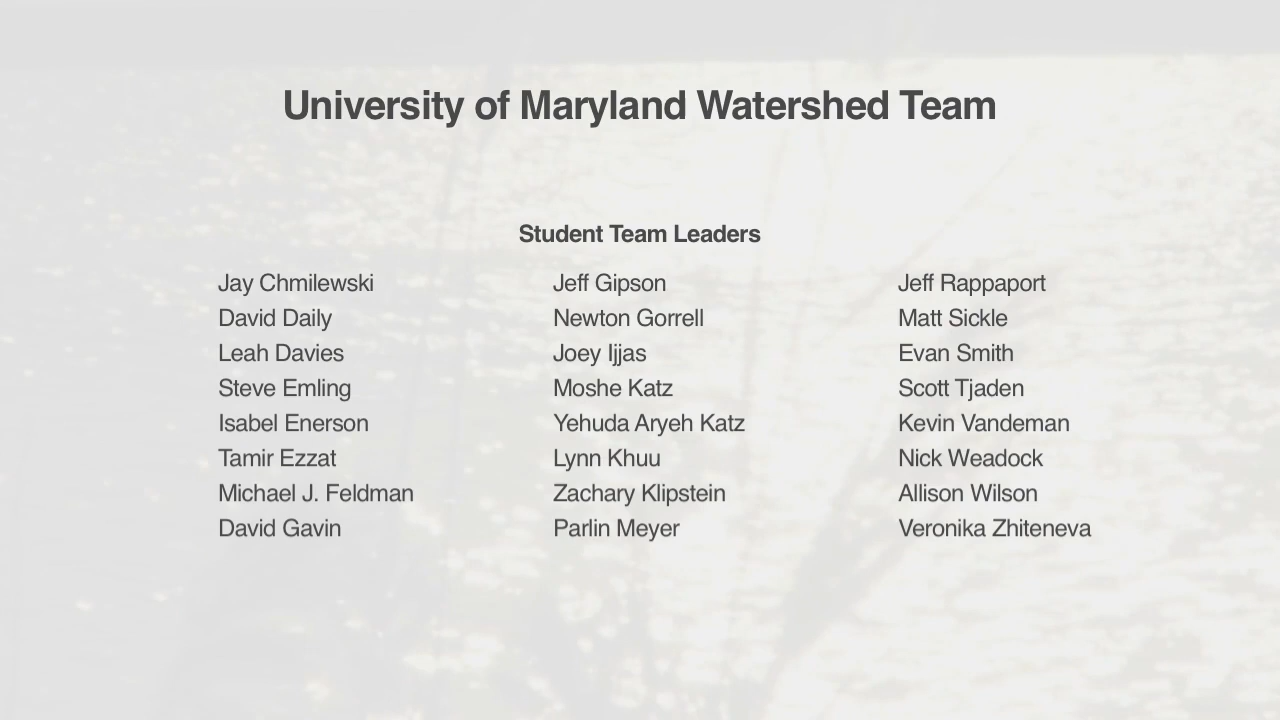 University of Maryland Watershed Team
Student Team Leaders
Jay Chmilewski
David Daily
Leah Davies
Steve Emling
Isabel Enerson
Tamir Ezzat
Michael J. Feldman
David Gavin
Jeff Gipson
Newton Gorrell
Joey Ijjas
Moshe Katz
Yehuda Aryeh Katz
Lynn Khuu
Zachary Klipstein
Parlin Meyer
Jeff Rappaport
Matt Sickle
Evan Smith
Scott Tjaden
Kevin Vandeman
Nick Weadock
Allison Wilson
Veronika Zhiteneva